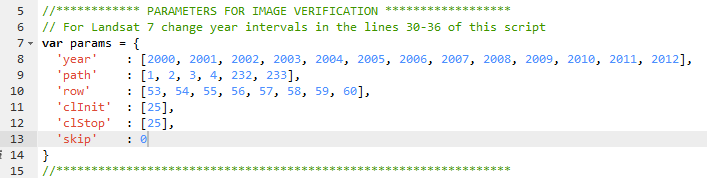 5 //************ PARAMETERS FOR IMAGE VERIFICATION ******************
6 // For Landsat 7 change year intervals in the lines 30-36 of this script
7 var params = {
8 'year' : [2000, 2001, 2002, 2003, 2004, 2005, 2006, 2007, 2008, 2009, 2010, 2011, 2012],
9 'path' : [1, 2, 3, 4, 232, 233],
10 'row' : [53, 54, 55, 56, 57, 58, 59, 60],
11 'clInit' : [25],
12 'clStop' : [25],
13 'skip' : 0
i 14 }
15 //*****************************************************************